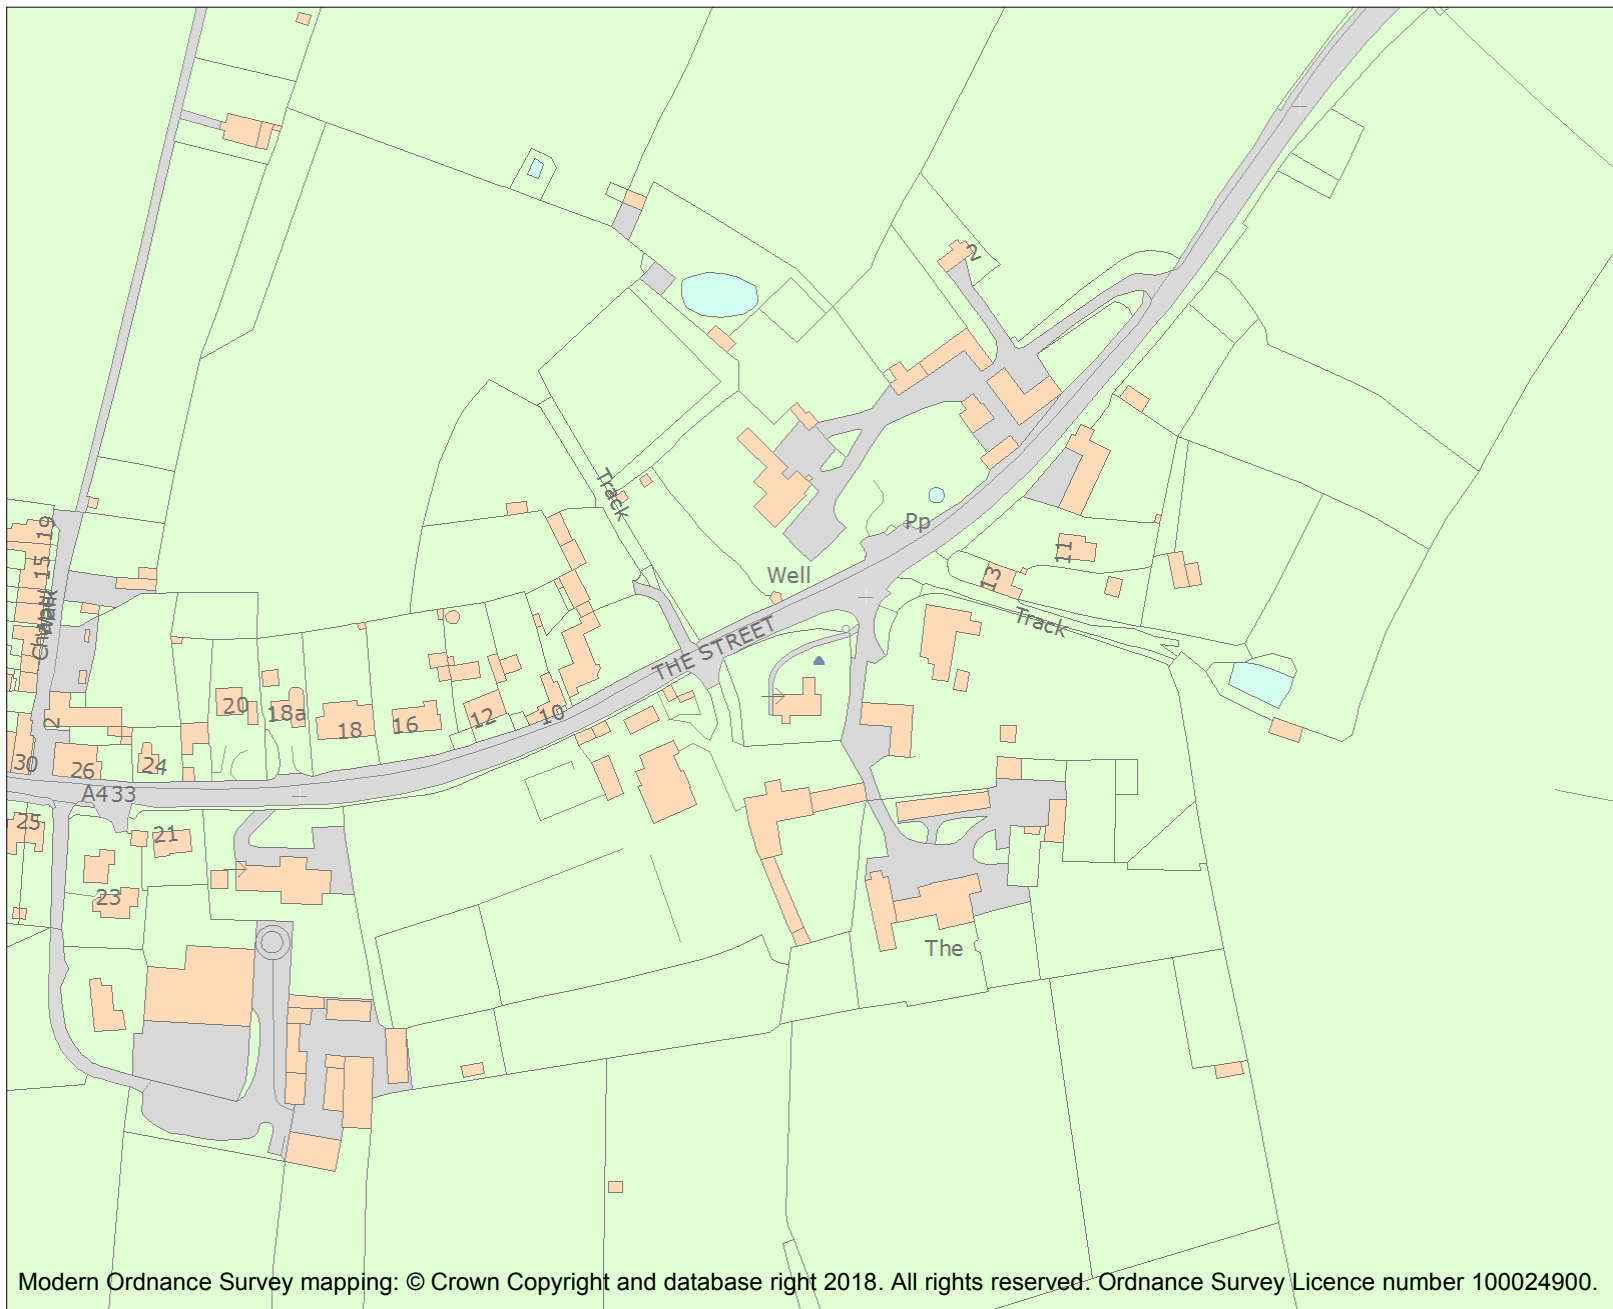 2
Track
Pp
19
15
Well
11
13
Track
Walk
THE STREET
20
18a
18
16
12
10
2
30
26
24
A433
25
21
23
The
Modern Ordnance Survey mapping: © Crown Copyright and database right 2018. All rights reserved. Ordnance Survey Licence number 100024900.